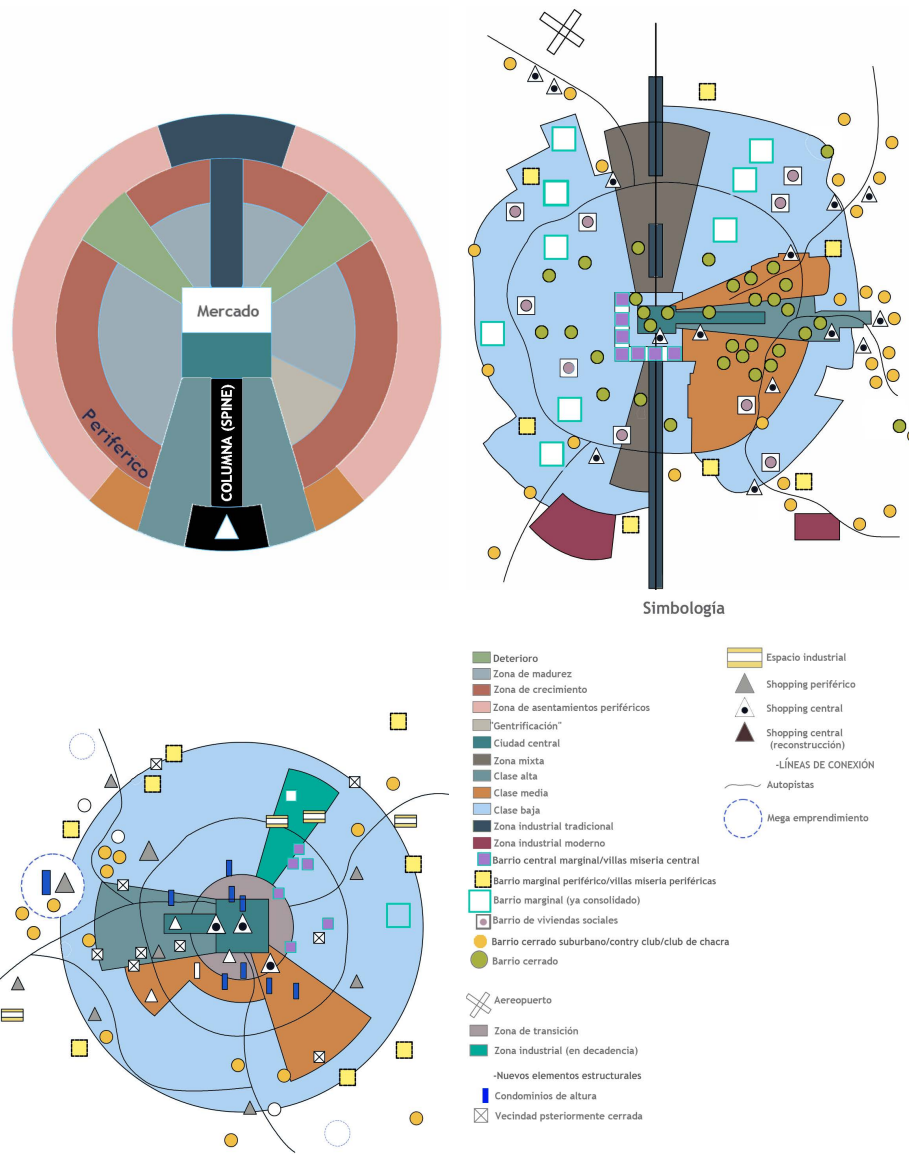 Mercado
COLUMNA (SPINE)
Periferico
Simbología
Deterioro
Zona de madurez
Zona de crecimiento
Zona de asentamientos periféricos
"Gentrificación"
Ciudad central
Zona mixta
Clase alta
Clase media
Clase baja
Zona industrial tradicional
Zona industrial moderno
Barrio central marginal/villas miseria central
Barrio marginal periférico/villas miseria periféricas
Barrio marginal (ya consolidado)
Barrio de viviendas sociales
Barrio cerrado suburbano/contry club/club de chacra
Barrio cerrado
Aereopuerto
Zona de transición
Zona industrial (en decadencia)
-Nuevos elementos estructurales
Condominios de altura
Vecindad psteriormente cerrada
Espacio industrial
Shopping periférico
Shopping central
Shopping central
(reconstrucción)
-LÍNEAS DE CONEXIÓN
Autopistas
Mega emprendimiento